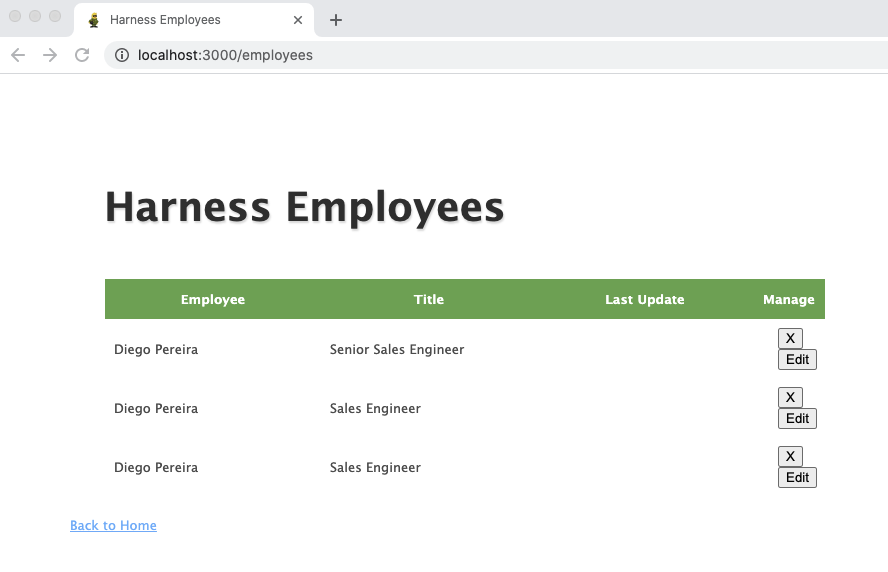 Harness Employees
localhost:3000/employees
Harness Employees
Employee Title Last Update Manage
Diego Pereira Senior Sales Engineer X
Edit
Diego Pereira Sales Engineer X
Edit
Diego Pereira Sales Engineer X
Edit
Back to Home